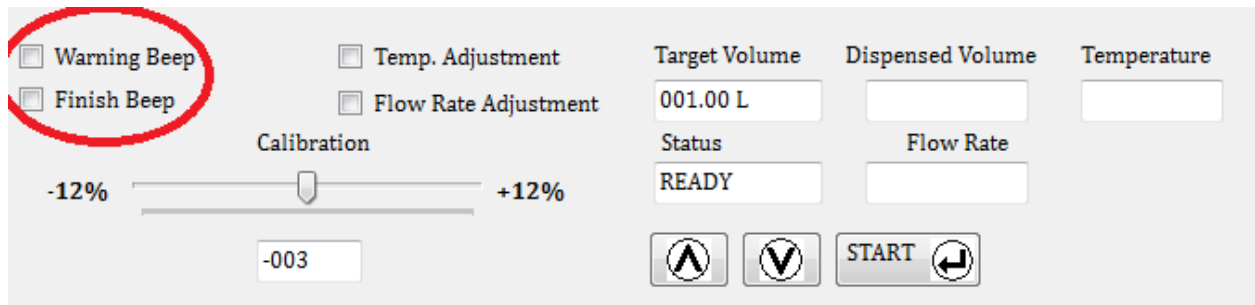 Warning Beep
Temp. Adjustment
Target Volume
Dispensed Volume
Temperature
Finish Beep
Flow Rate Adjustment
001.00 L
Calibration
Status
Flow Rate
-12%
+12%
READY
-003
START